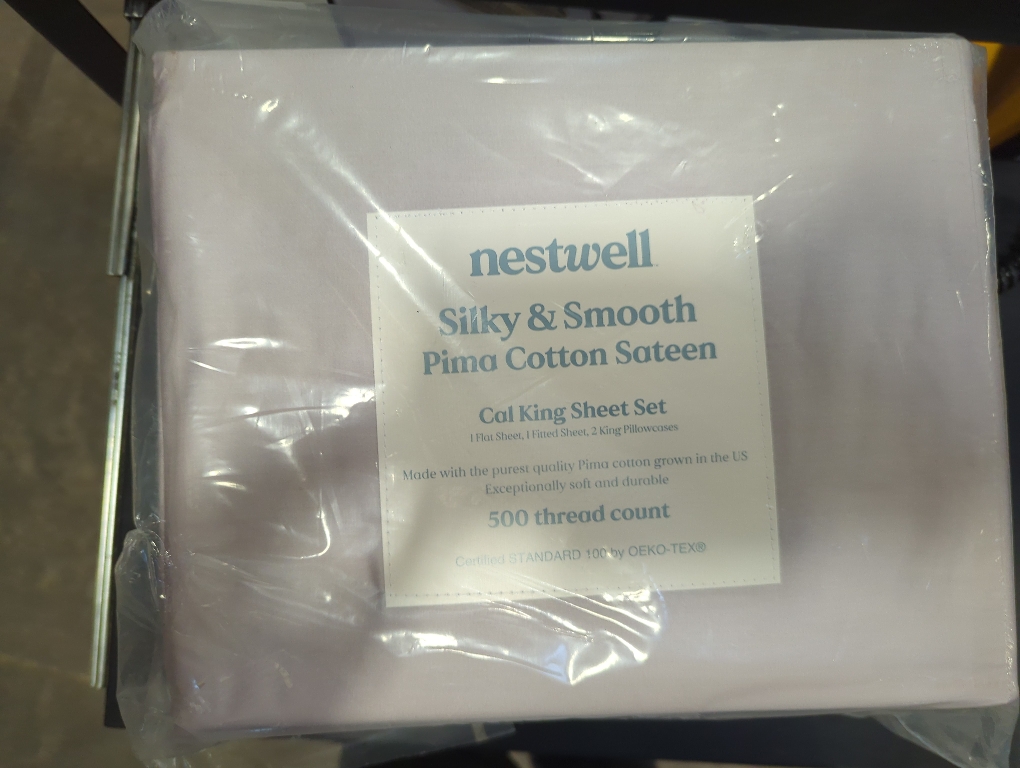 nestwell
Silky & Smooth
Pima Cotton Sateen
Cal King Sheet Set
1 Flat Sheet, 1 Fitted Sheet, 2 King Pillowcases
Made with the purest quality Pima cotton grown in the US
Exceptionally soft and durable
500 thread count
Certified STANDARD 100 by OEKO-TEX®